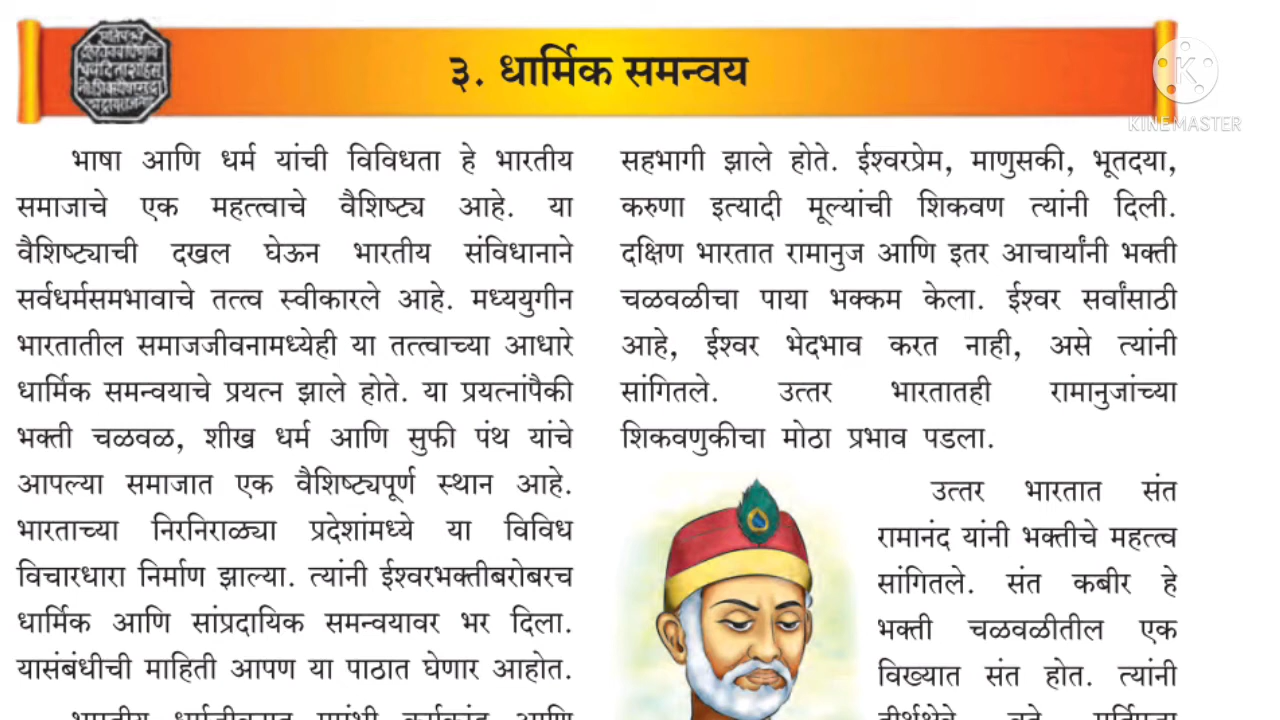 ३. धार्मिक समन्वय
KINEMASTER
भाषा आणि धर्म यांची विविधता हे भारतीय
समाजाचे एक महत्त्वाचे वैशिष्ट्य आहे. या
वैशिष्ट्याची दखल घेऊन भारतीय संविधानाने
सर्वधर्मसमभावाचे तत्त्व स्वीकारले आहे. मध्ययुगीन
भारतातील समाजजीवनामध्येही या तत्त्वाच्या आधारे
धार्मिक समन्वयाचे प्रयत्न झाले होते. या प्रयत्नांपैकी
भक्ती चळवळ, शीख धर्म आणि सुफी पंथ यांचे
आपल्या समाजात एक वैशिष्ट्यपूर्ण स्थान आहे.
भारताच्या निरनिराळ्या प्रदेशांमध्ये या विविध
विचारधारा निर्माण झाल्या. त्यांनी ईश्वरभक्तीबरोबरच
धार्मिक आणि सांप्रदायिक समन्वयावर भर दिला.
यासंबंधीची माहिती आपण या पाठात घेणार आहोत.
सहभागी झाले होते. ईश्वरप्रेम, माणुसकी, भूतदया,
करुणा इत्यादी मूल्यांची शिकवण त्यांनी दिली.
दक्षिण भारतात रामानुज आणि इतर आचार्यांनी भक्ती
चळवळीचा पाया भक्कम केला. ईश्वर सर्वांसाठी
आहे, ईश्वर भेदभाव करत नाही, असे त्यांनी
सांगितले. उत्तर भारतातही रामानुजांच्या
शिकवणुकीचा मोठा प्रभाव पडला.
उत्तर भारतात संत
रामानंद यांनी भक्तीचे महत्त्व
सांगितले. संत कबीर हे
भक्ती चळवळीतील एक
विख्यात संत होत. त्यांनी